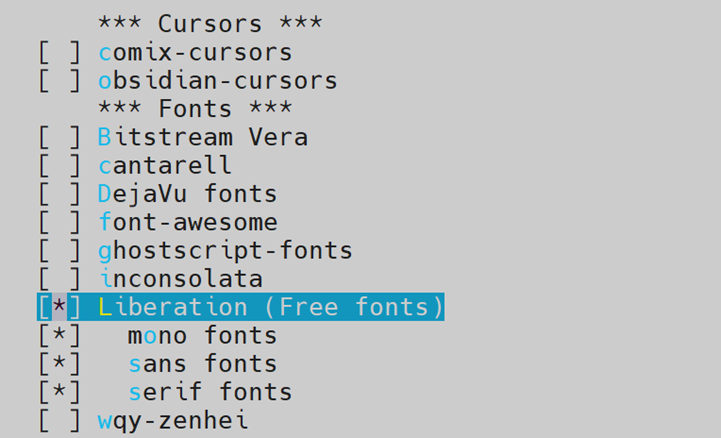 *** Cursors ***
[ ] comix-cursors
[ ] obsidian-cursors
*** Fonts ***
[ ] Bitstream Vera
[ ] cantarell
[ ] DejaVu fonts
[ ] font-awesome
[ ] ghostscript-fonts
[ ] inconsolata
[*] Liberation (Free fonts)
[*] mono fonts
[*] sans fonts
[*] serif fonts
[ ] wqy-zenhei